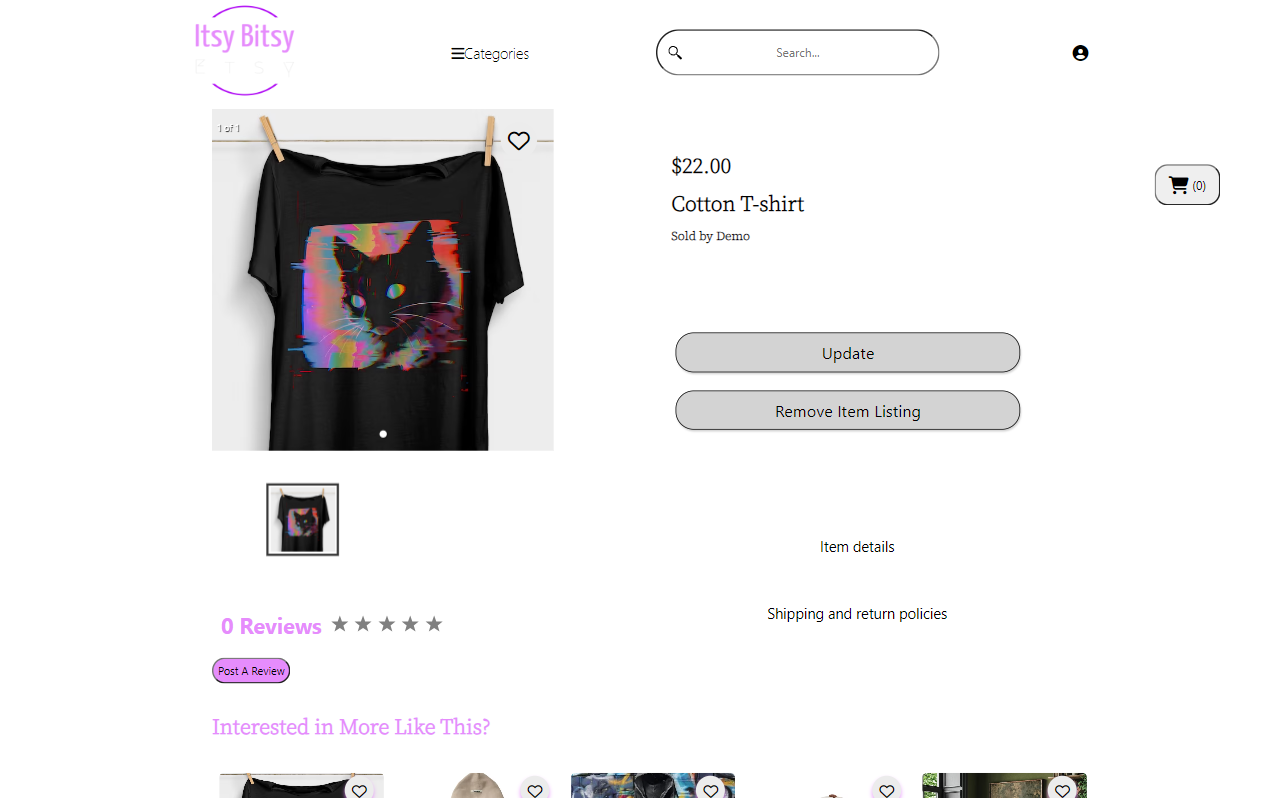 Itsy Bitsy
E T S Y
Categories
Search...
1 of 1
$22.00
(0)
Cotton T-shirt
Sold by Demo
Update
Remove Item Listing
Item details
Shipping and return policies
0 Reviews
Post A Review
Interested in More Like This?